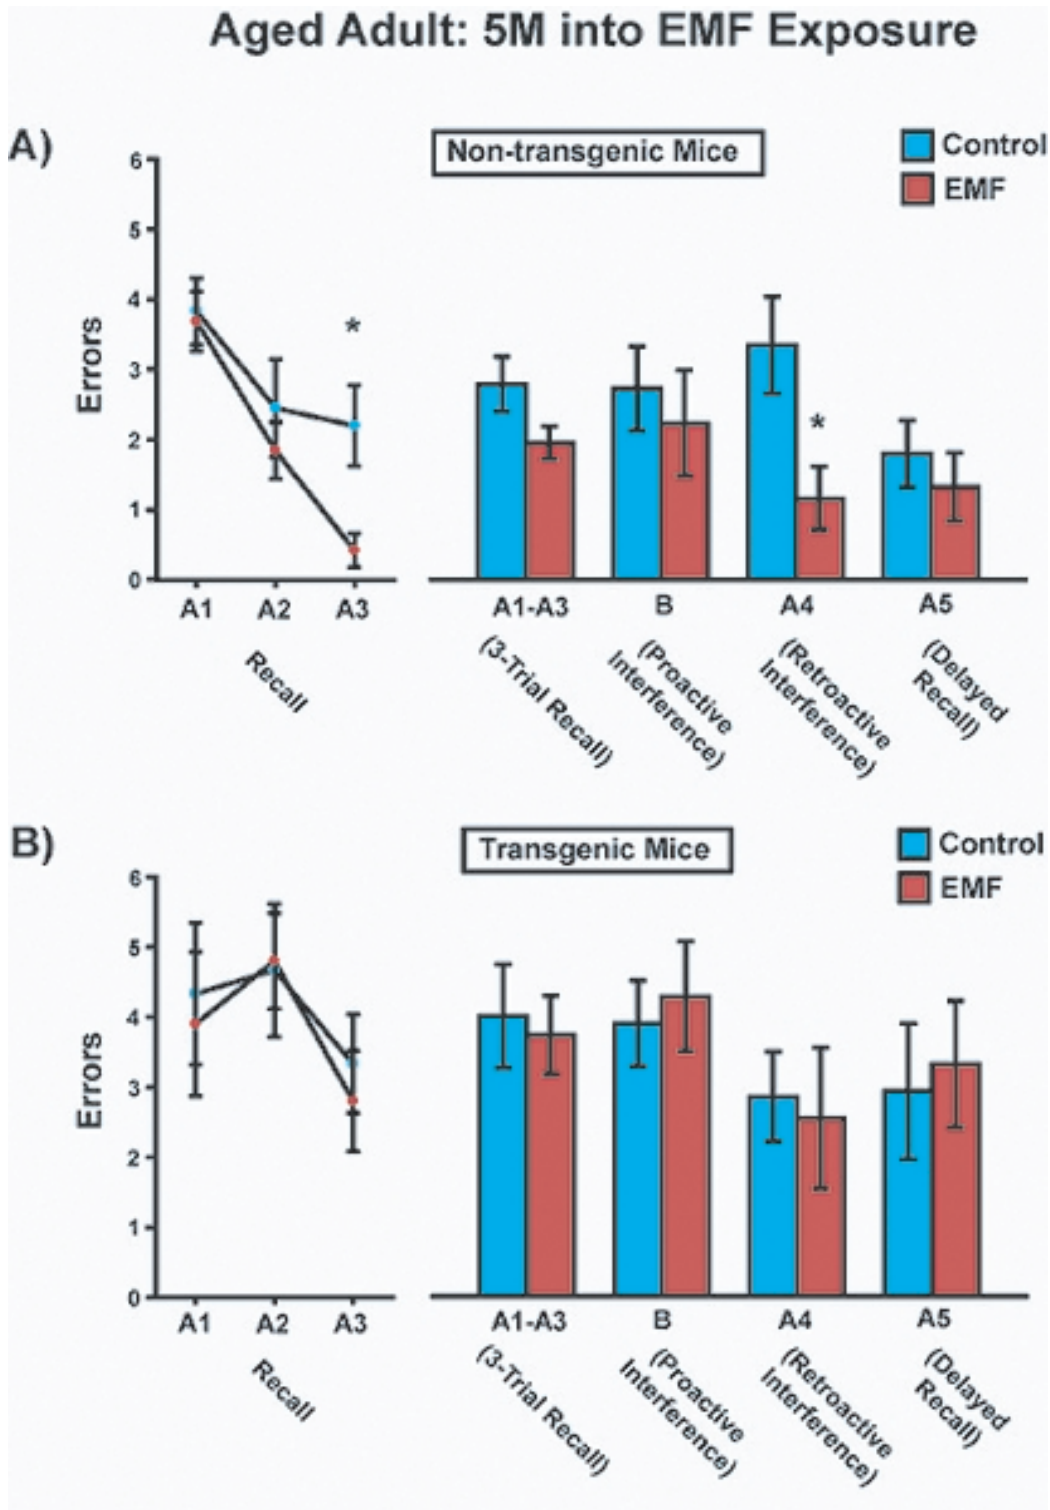 Aged Adult: 5M into EMF Exposure
A)
Non-transgenic Mice
Control
EMF
6
5
4
3
2
1
0
Errors
*
*
A1 A2 A3
Recall
A1-A3 B A4 A5
(3-Trial Recall)
(Proactive
Interference)
(Retroactive
Interference)
(Delayed
Recall)
B)
Transgenic Mice
Control
EMF
6
5
4
3
2
1
0
Errors
A1 A2 A3
Recall
A1-A3 B A4 A5
(3-Trial Recall)
(Proactive
Interference)
(Retroactive
Interference)
(Delayed
Recall)